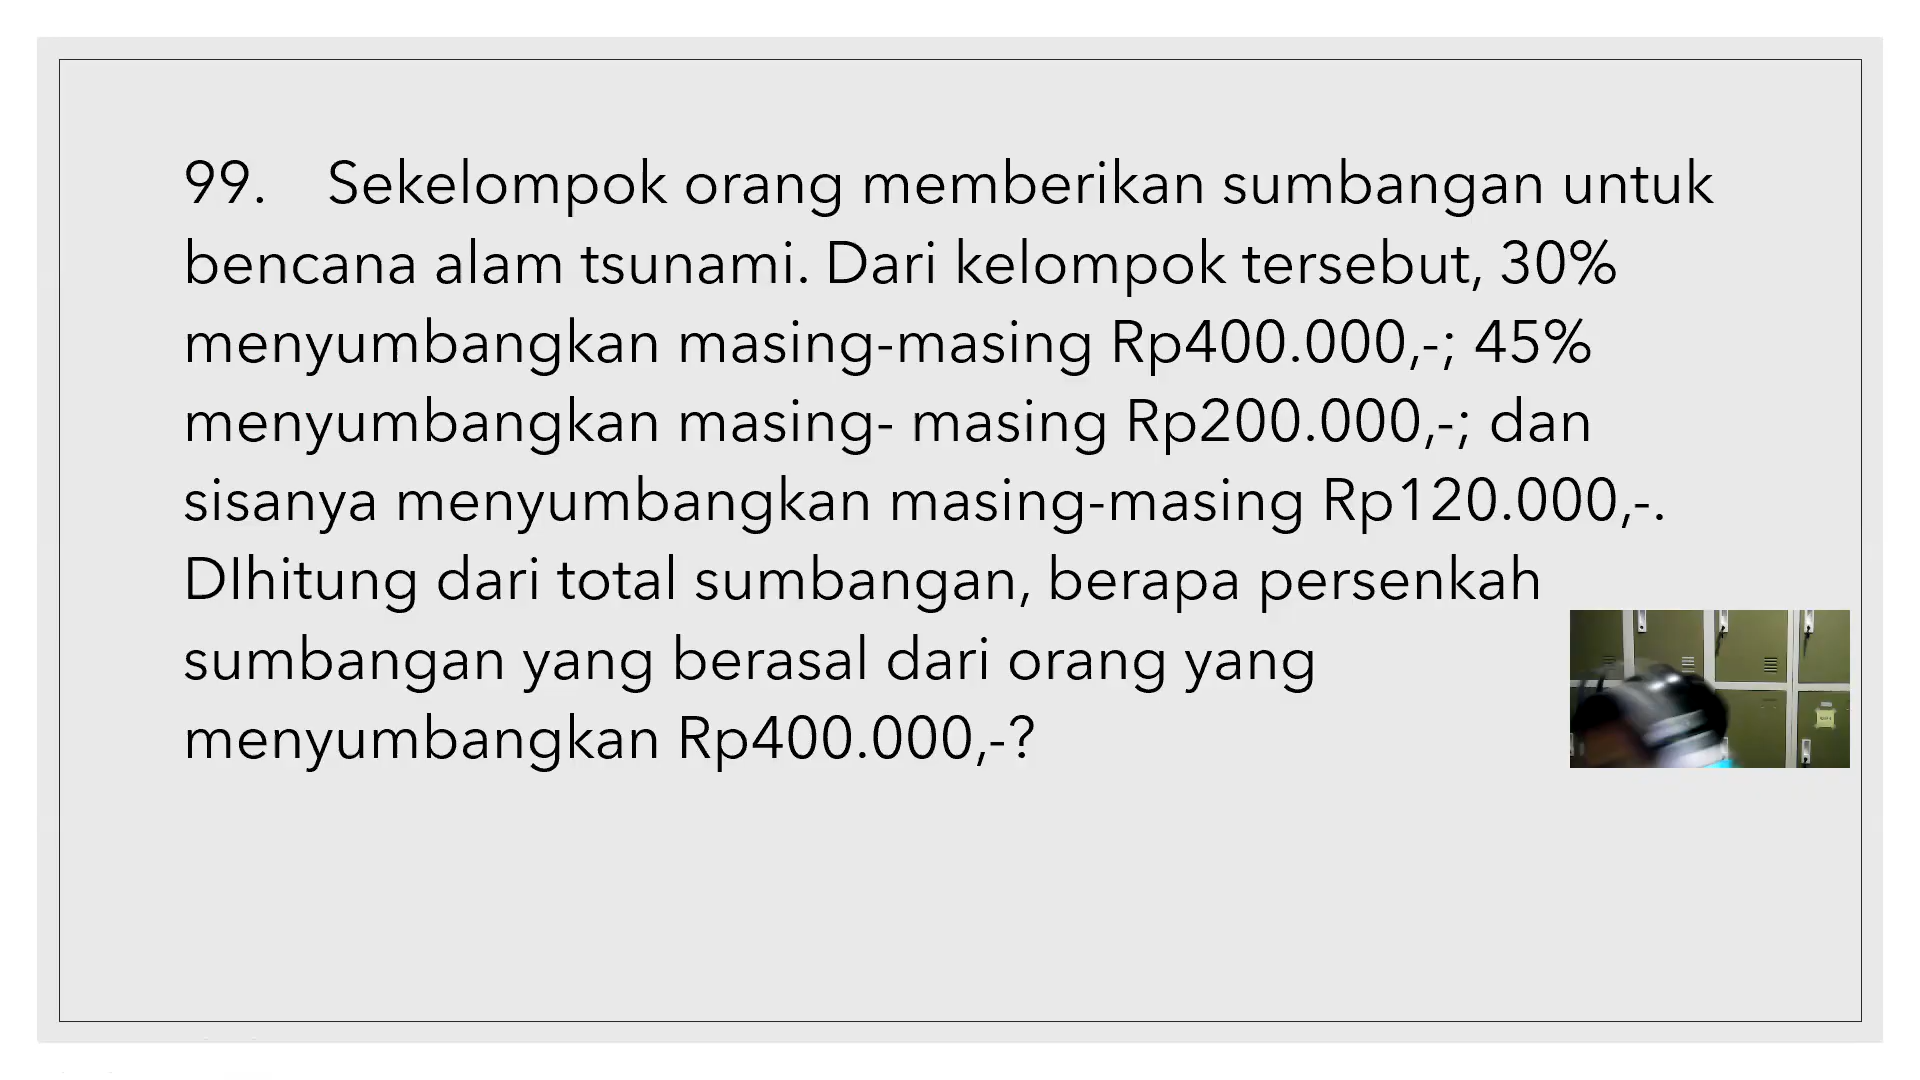 99. Sekelompok orang memberikan sumbangan untuk
bencana alam tsunami. Dari kelompok tersebut, 30%
menyumbangkan masing-masing Rp400.000,-; 45%
menyumbangkan masing- masing Rp200.000,-; dan
sisanya menyumbangkan masing-masing Rp120.000,-.
DIhitung dari total sumbangan, berapa persenkah
sumbangan yang berasal dari orang yang
menyumbangkan Rp400.000,-?